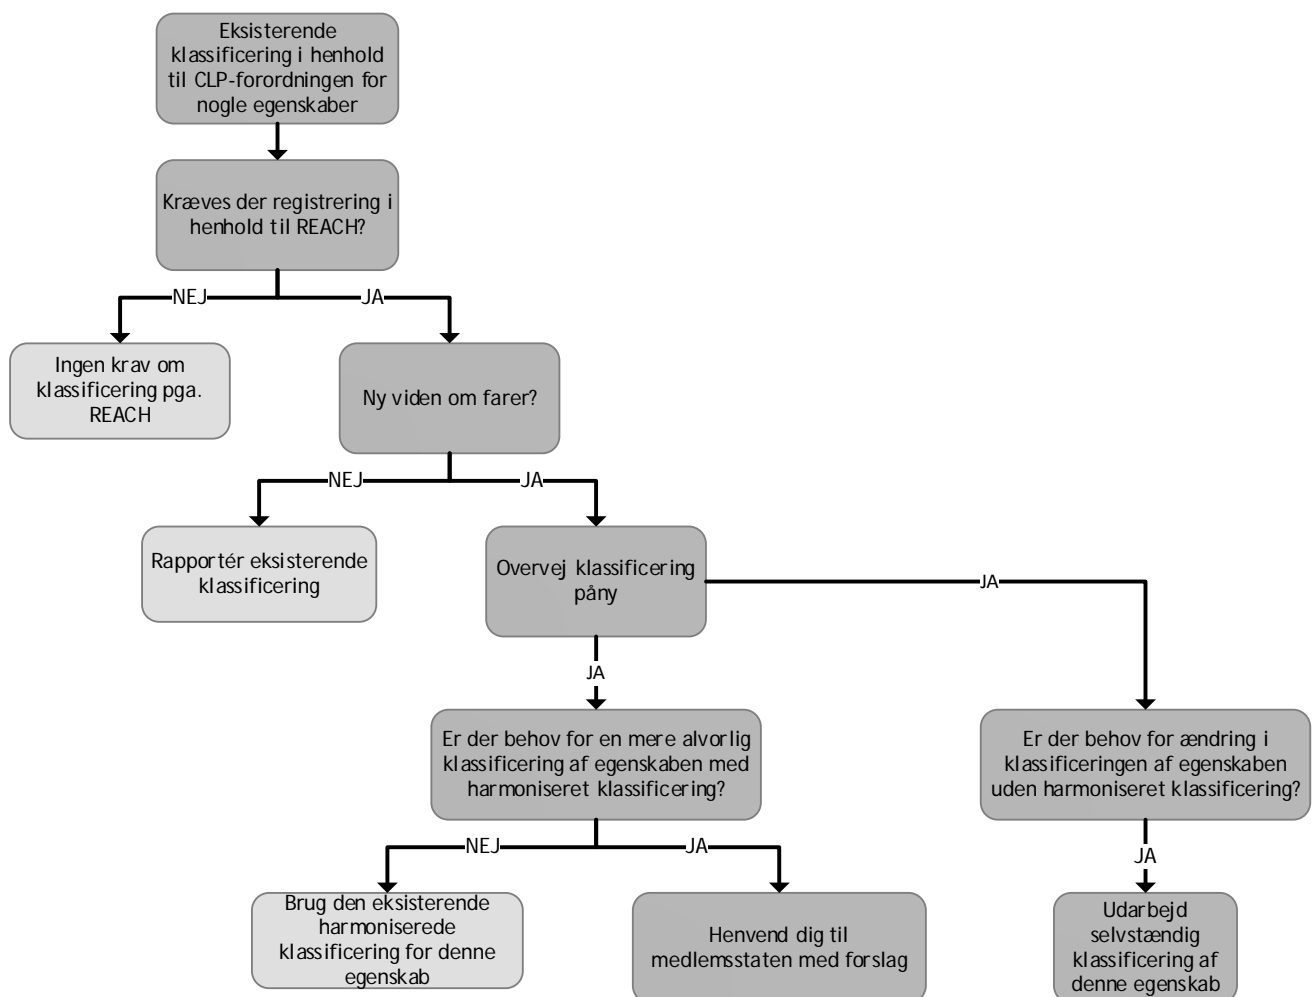 Eksisterende
klassificering i henhold
til CLP-forordningen for
nogle egenskaber
Kræves der registrering i
henhold til REACH?
NEJ
JA
Ingen krav om
klassificering pga.
REACH
Ny viden om farer?
NEJ
JA
Rapportér eksisterende
klassificering
Overvej klassificering
påny
JA
JA
Er der behov for en mere alvorlig
klassificering af egenskaben med
harmoniseret klassificering?
Er der behov for ændring i
klassificeringen af egenskaben
uden harmoniseret klassificering?
NEJ
JA
JA
Brug den eksisterende
harmoniserede
klassificering for denne
egenskab
Henvend dig til
medlemsstaten med forslag
Udarbejd
selvstændig
klassificering af
denne egenskab